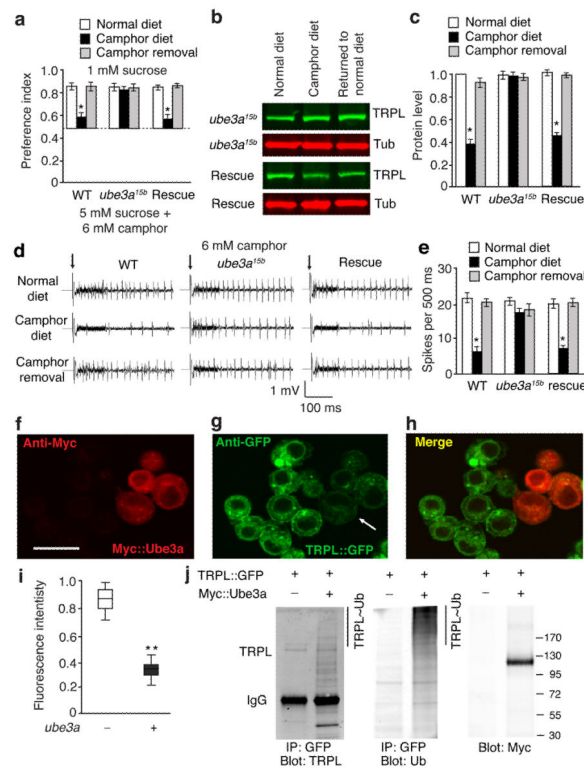 a
Normal diet
Camphor diet
Camphor removal
1 mM sucrose
Preference index
1.0
0.8
0.6
0.4
0.2
0
WT ube3a15b Rescue
5 mM sucrose +
6 mM camphor
b
Normal diet
Camphor diet
Returned to
normal diet
ube3a15b TRPL
ube3a15b Tub
Rescue TRPL
Rescue Tub
c
Normal diet
Camphor diet
Camphor removal
Protein level
1.0
0.8
0.6
0.4
0.2
0
WT ube3a15b Rescue
d
6 mM camphor
WT ube3a15b Rescue
Normal
diet
Camphor
diet
Camphor
removal
1 mV
100 ms
e
Normal diet
Camphor diet
Camphor removal
Spikes per 500 ms
30
20
10
0
WT ube3a15b rescue
f
Anti-Myc
Myc::Ube3a
g
Anti-GFP
TRPL::GFP
h
Merge
i
Fluorescence intentisty
1.0
0.8
0.6
0.4
0.2
0
**
ube3a – +
j
TRPL::GFP + + + + + +
Myc::Ube3a – + – + – +
TRPL~Ub
TRPL~Ub
TRPL
IgG
170
130
95
72
55
43
30
IP: GFP
Blot: TRPL
IP: GFP
Blot: Ub
Blot: Myc